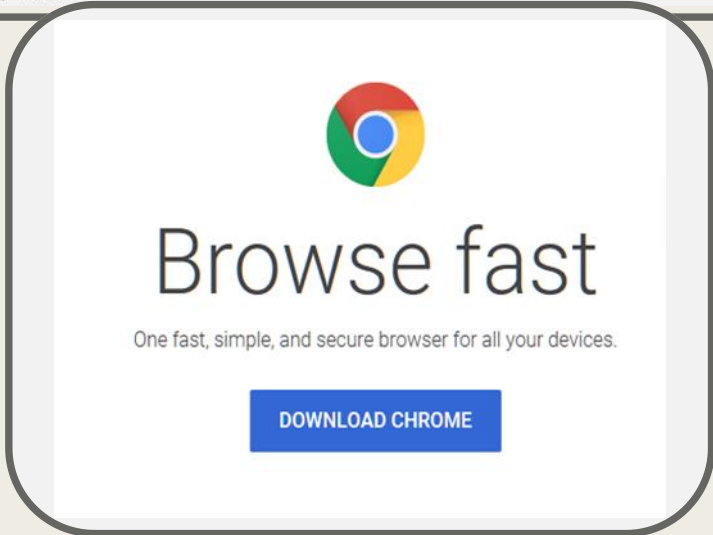 Browse fast
One fast, simple, and secure browser for all your devices.
DOWNLOAD CHROME